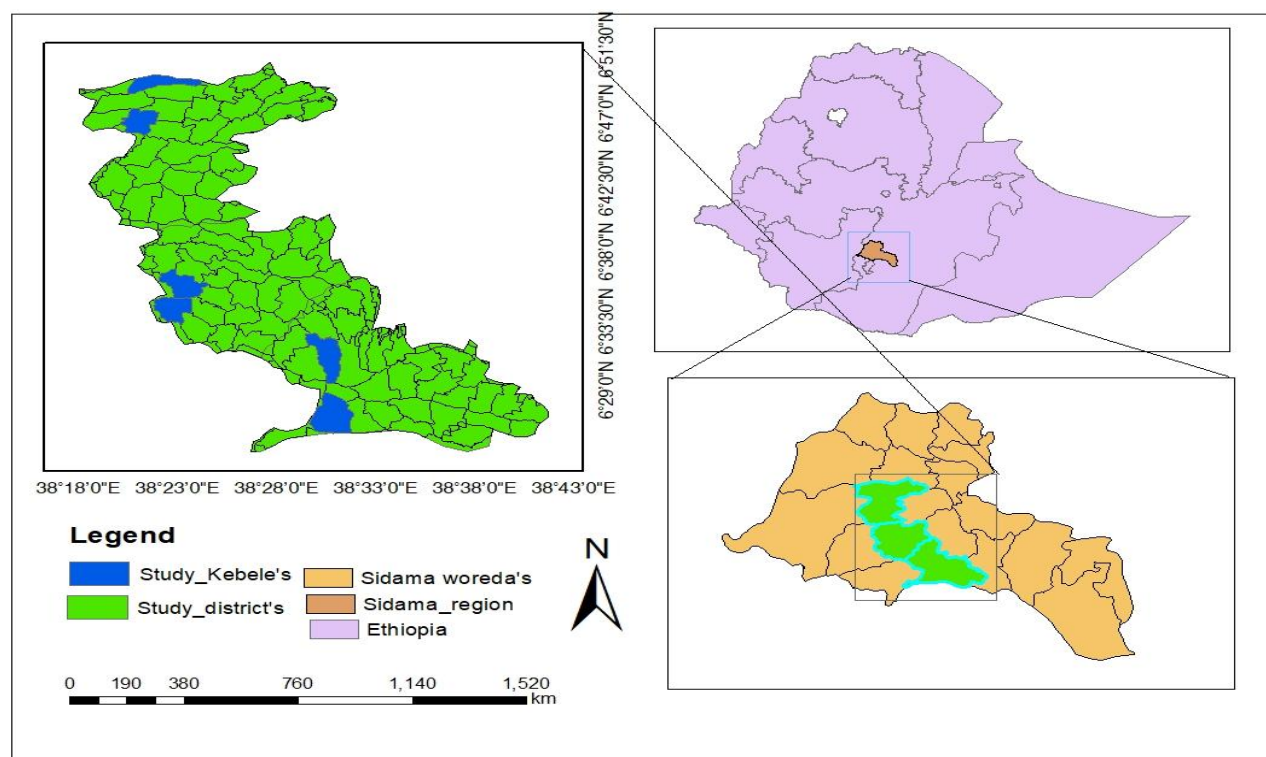 6°51'30"N
6°47'0"N
6°42'30"N
6°38'0"N
6°33'30"N
6°29'0"N
38°18'0"E 38°23'0"E 38°28'0"E 38°33'0"E 38°38'0"E 38°43'0"E
Legend
Study_Kebele's
Study_district's
Sidama woreda's
Sidama_region
Ethiopia
N
0 190 380 760 1,140 1,520
km